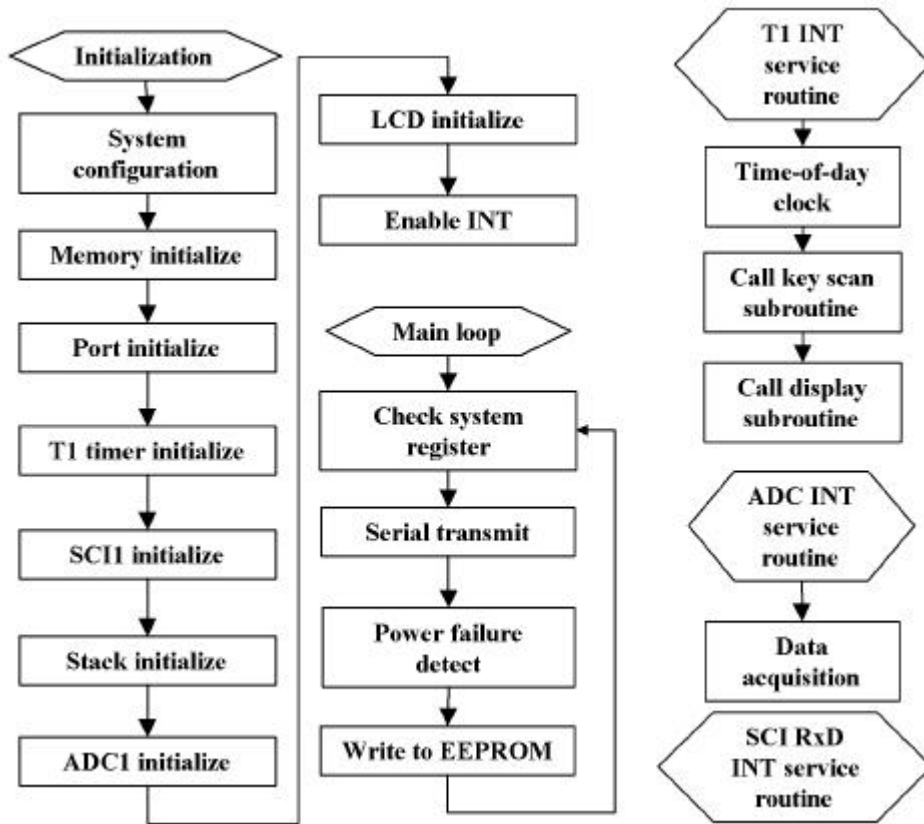 Initialization
System
configuration
Memory initialize
Port initialize
T1 timer initialize
SCI1 initialize
Stack initialize
ADC1 initialize
LCD initialize
Enable INT
Main loop
Check system
register
Serial transmit
Power failure
detect
Write to EEPROM
T1 INT
service
routine
Time-of-day
clock
Call key scan
subroutine
Call display
subroutine
ADC INT
service
routine
Data
acquisition
SCI RxD
INT service
routine